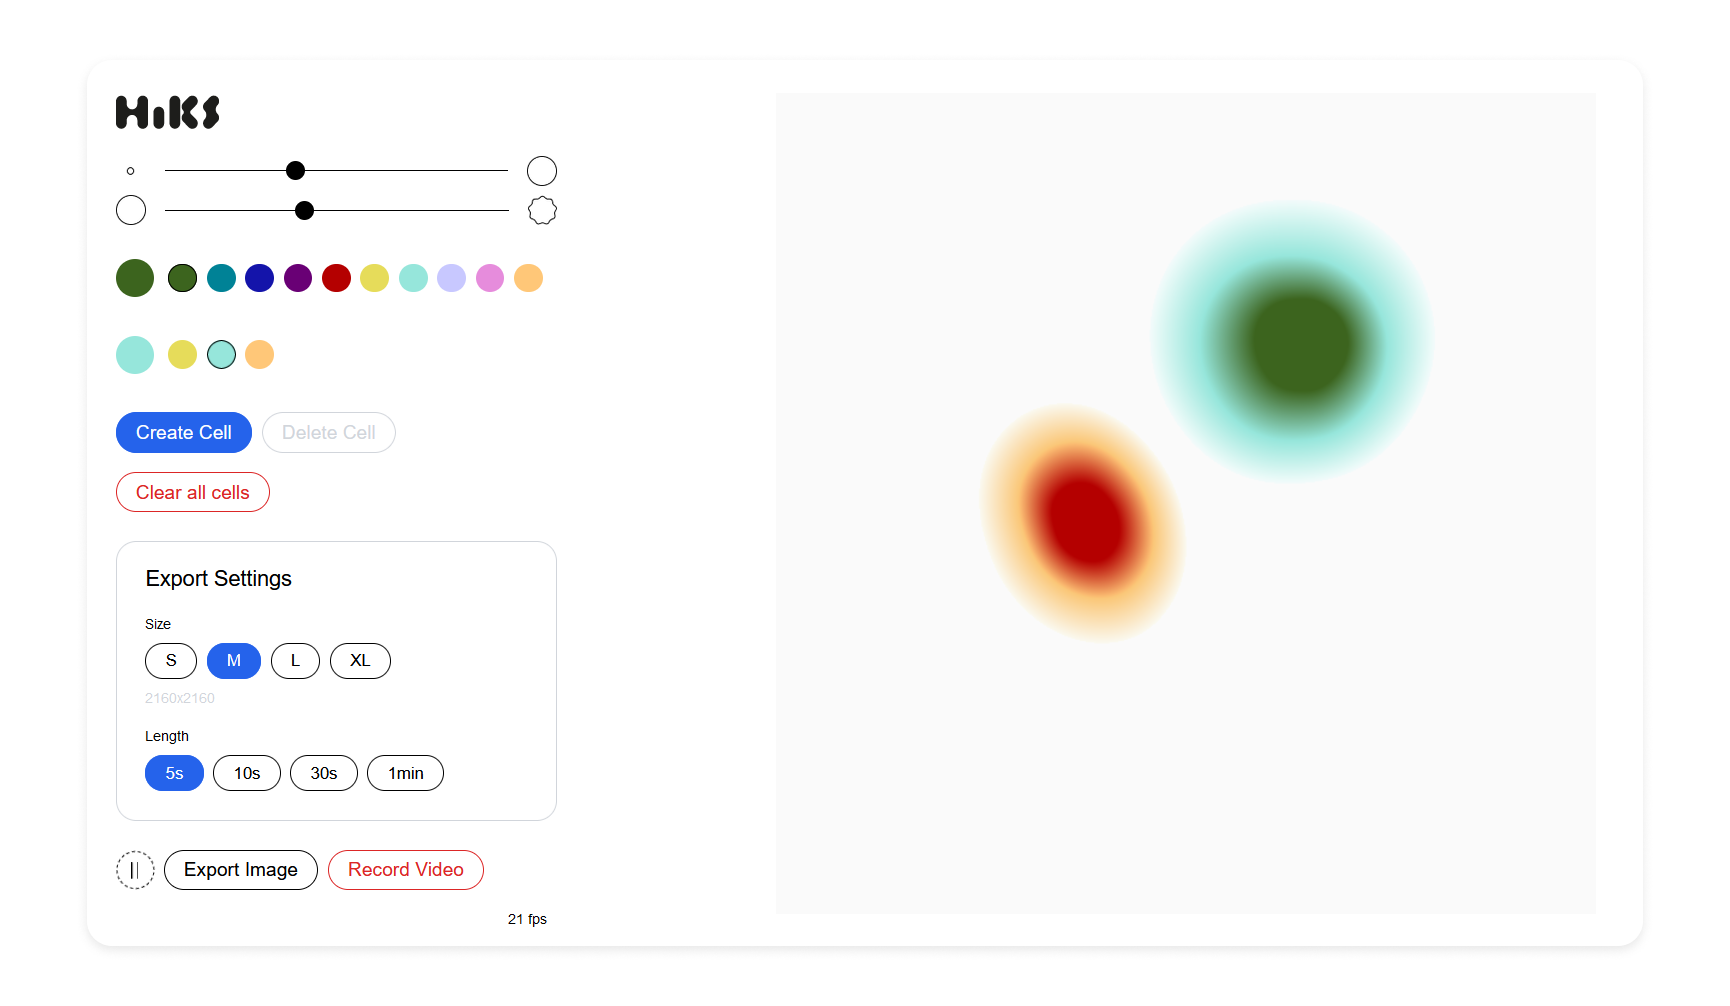 HiKS
Create Cell
Delete Cell
Clear all cells
Export Settings
Size
S
M
L
XL
2160x2160
Length
5s
10s
30s
1min
Export Image
Record Video
21 fps